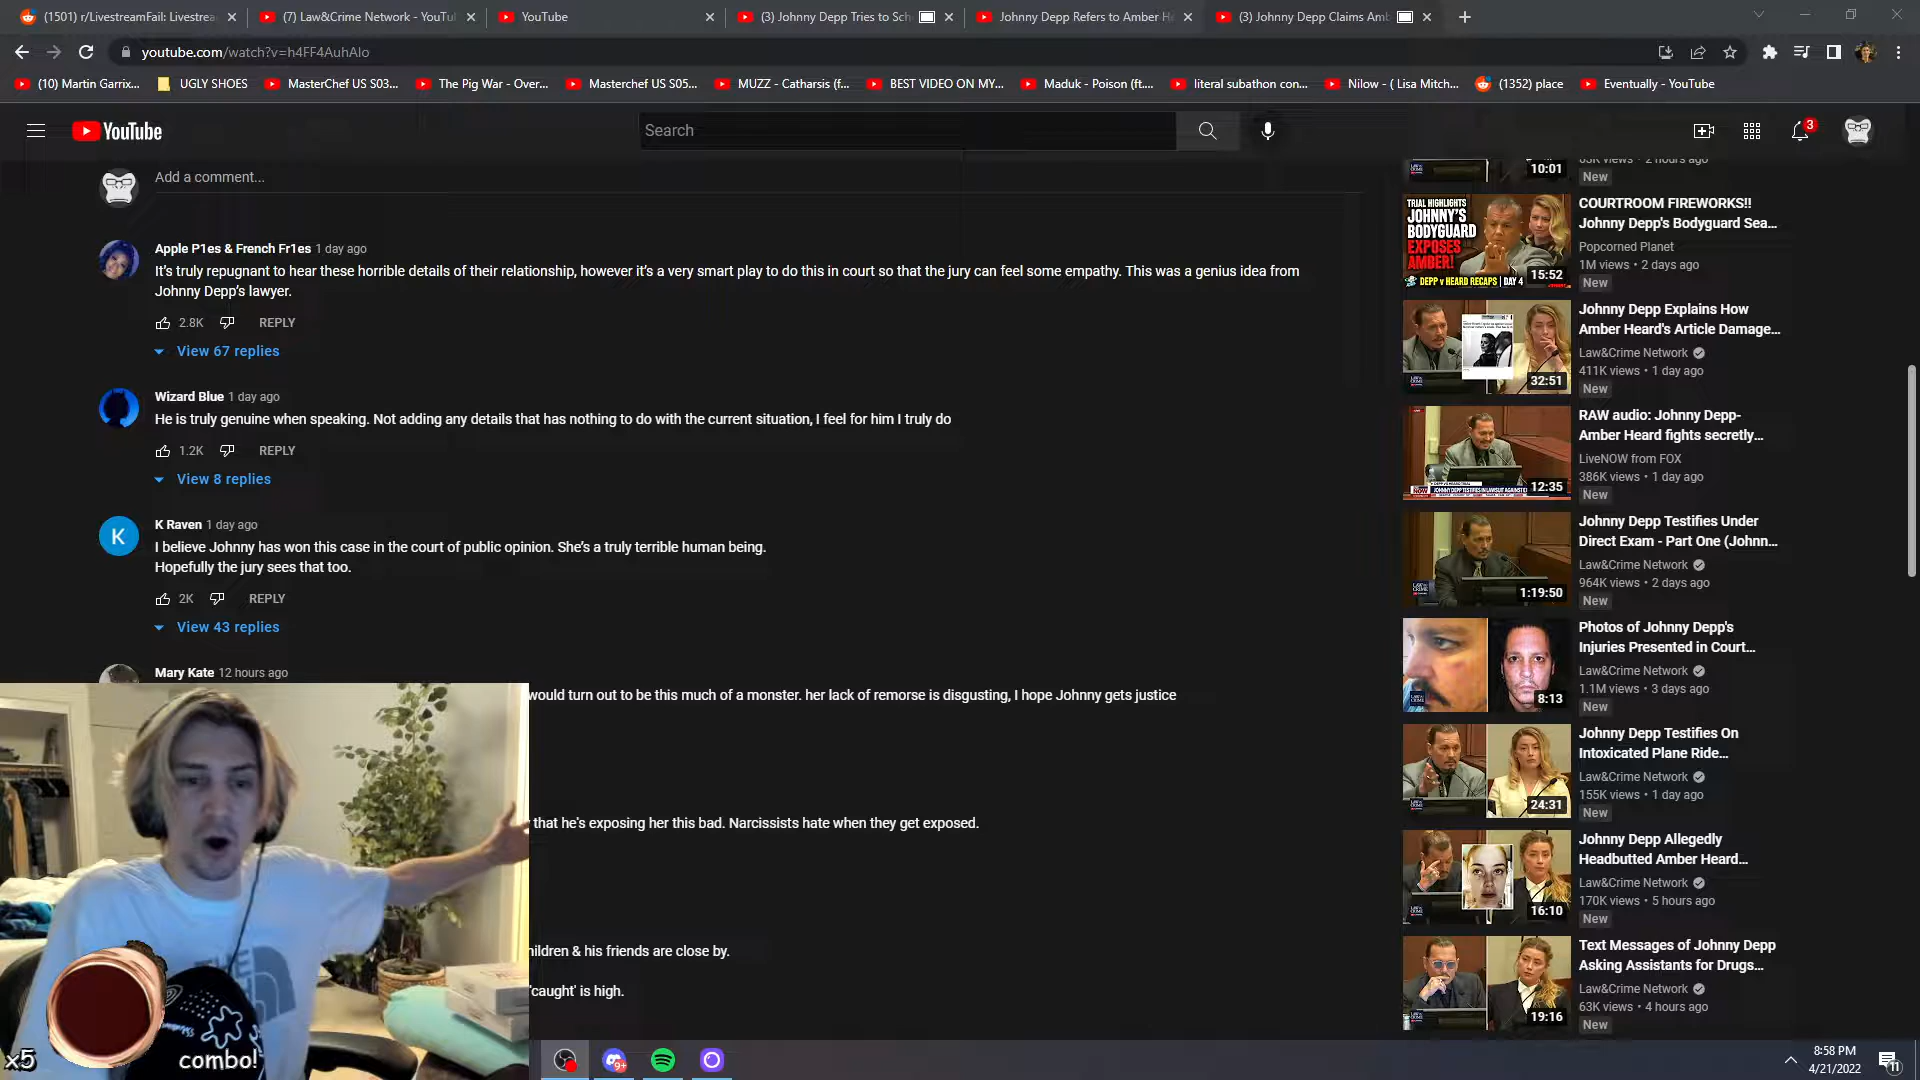 (1501) r/LivestreamFail: Livestrea
(7) Law&Crime Network - YouTu
YouTube
(3) Johnny Depp Tries to Sch
Johnny Depp Refers to Amber H
(3) Johnny Depp Claims Amb
youtube.com/watch?v=h4FF4AuhAlo
(10) Martin Garrix...
UGLY SHOES
MasterChef US S03...
The Pig War - Over...
Masterchef US S05...
MUZZ - Catharsis (f...
BEST VIDEO ON MY...
Maduk - Poison (ft....
literal subathon con...
Nilow - ( Lisa Mitch...
(1352) place
Eventually - YouTube
YouTube
Search
3
Add a comment...
Apple P1es & French Fr1es 1 day ago
It's truly repugnant to hear these horrible details of their relationship, however it's a very smart play to do this in court so that the jury can feel some empathy. This was a genius idea from
Johnny Depp's lawyer.
2.8K REPLY
View 67 replies
Wizard Blue 1 day ago
He is truly genuine when speaking. Not adding any details that has nothing to do with the current situation, I feel for him I truly do
1.2K REPLY
View 8 replies
K
K Raven 1 day ago
I believe Johnny has won this case in the court of public opinion. She's a truly terrible human being.
Hopefully the jury sees that too.
2K REPLY
View 43 replies
Mary Kate 12 hours ago
would turn out to be this much of a monster. her lack of remorse is disgusting, I hope Johnny gets justice
that he's exposing her this bad. Narcissists hate when they get exposed.
hildren & his friends are close by.
'caught' is high.
x5
combo!
10:01
83K views • 2 hours ago
New
TRIAL HIGHLIGHTS
JOHNNY'S
BODYGUARD
EXPOSES
AMBER!
DEPP v HEARD RECAPS | DAY 4
15:52
COURTROOM FIREWORKS!!
Johnny Depp's Bodyguard Sea...
Popcorned Planet
1M views • 2 days ago
New
32:51
Johnny Depp Explains How
Amber Heard's Article Damage...
Law&Crime Network
411K views • 1 day ago
New
12:35
RAW audio: Johnny Depp-
Amber Heard fights secretly...
LiveNOW from FOX
386K views • 1 day ago
New
1:19:50
Johnny Depp Testifies Under
Direct Exam - Part One (Johnn...
Law&Crime Network
964K views • 2 days ago
New
8:13
Photos of Johnny Depp's
Injuries Presented in Court...
Law&Crime Network
1.1M views • 3 days ago
New
24:31
Johnny Depp Testifies On
Intoxicated Plane Ride...
Law&Crime Network
155K views • 1 day ago
New
16:10
Johnny Depp Allegedly
Headbutted Amber Heard...
Law&Crime Network
170K views • 5 hours ago
New
19:16
Text Messages of Johnny Depp
Asking Assistants for Drugs...
Law&Crime Network
63K views • 4 hours ago
New
9+
8:58 PM
4/21/2022
11